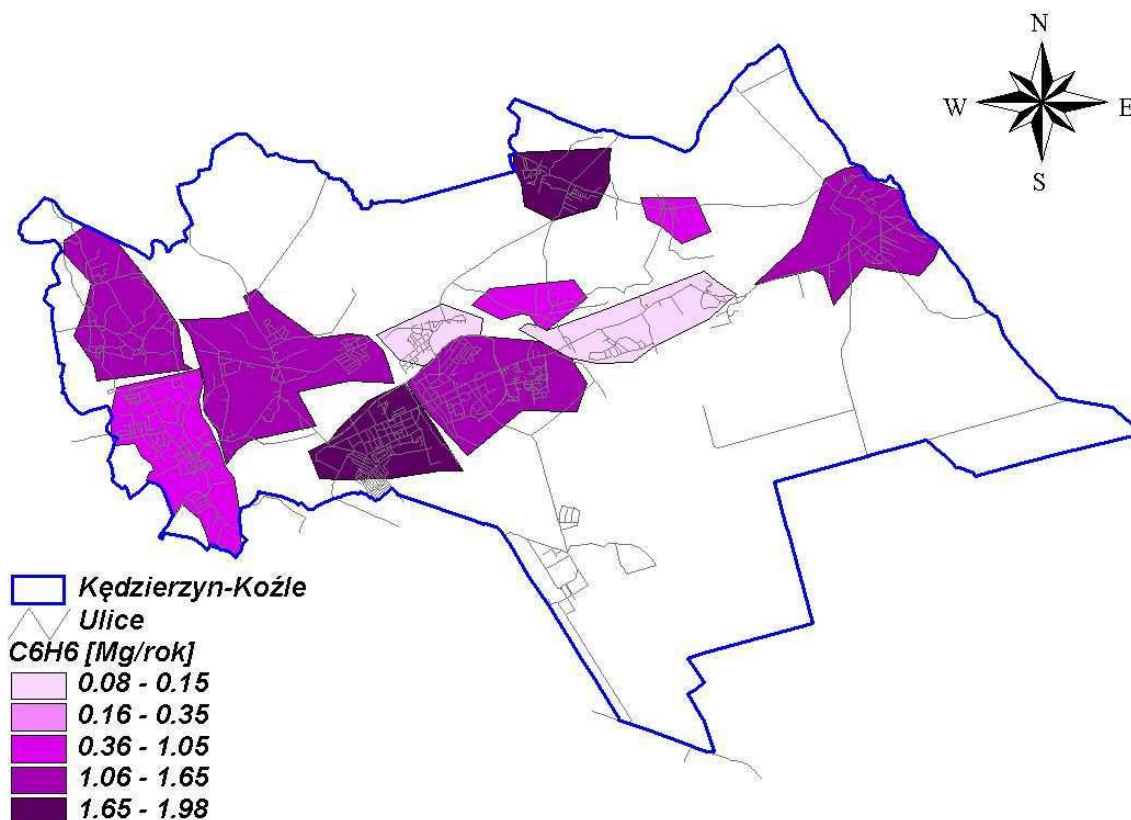 N
W E
S
Kędzierzyn-Koźle
Ulice
C6H6 [Mg/rok]
0.08 - 0.15
0.16 - 0.35
0.36 - 1.05
1.06 - 1.65
1.65 - 1.98